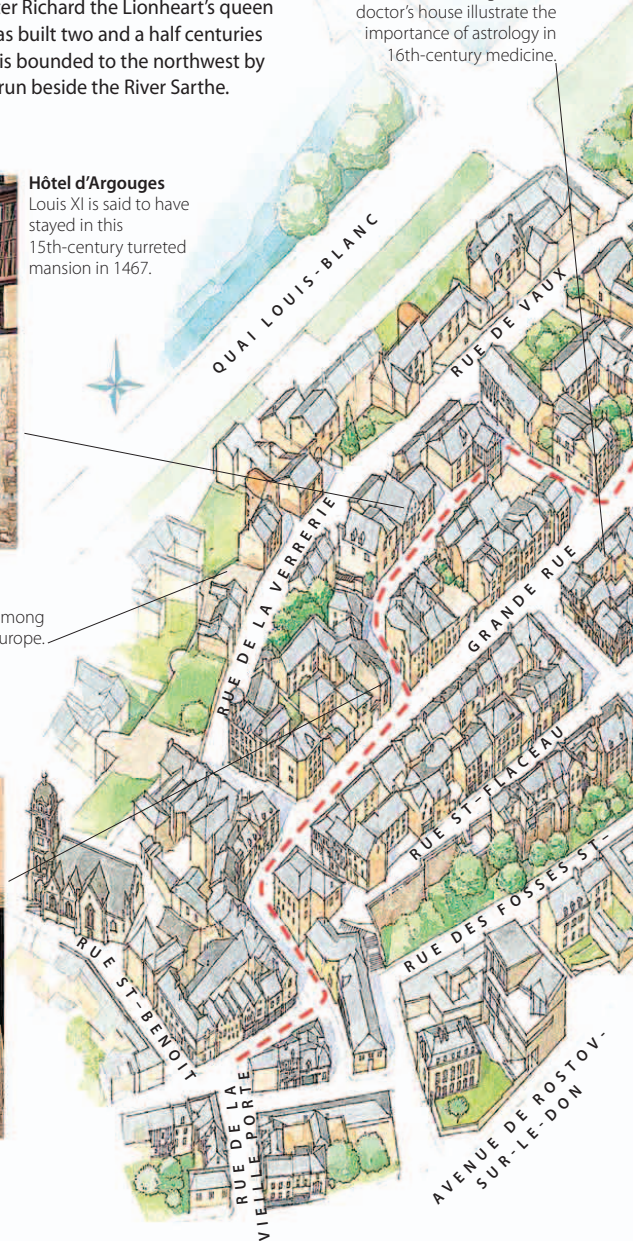 er Richard the Lionheart's queen
as built two and a half centuries
is bounded to the northwest by
run beside the River Sarthe.
doctor's house illustrate the
importance of astrology in
16th-century medicine.
Hôtel d'Argouges
Louis XI is said to have
stayed in this
15th-century turreted
mansion in 1467.
QUAI LOUIS-BLANC
RUE DE VAUX
RUE DE LA VERRERIE
GRANDE RUE
among
urope.
RUE ST-FLACEAU
RUE DES FOSSES ST-
RUE ST-BENOIT
RUE DE LA
VIEILLE PORTE
AVENUE DE ROSTOV-
SUR-LE-DON